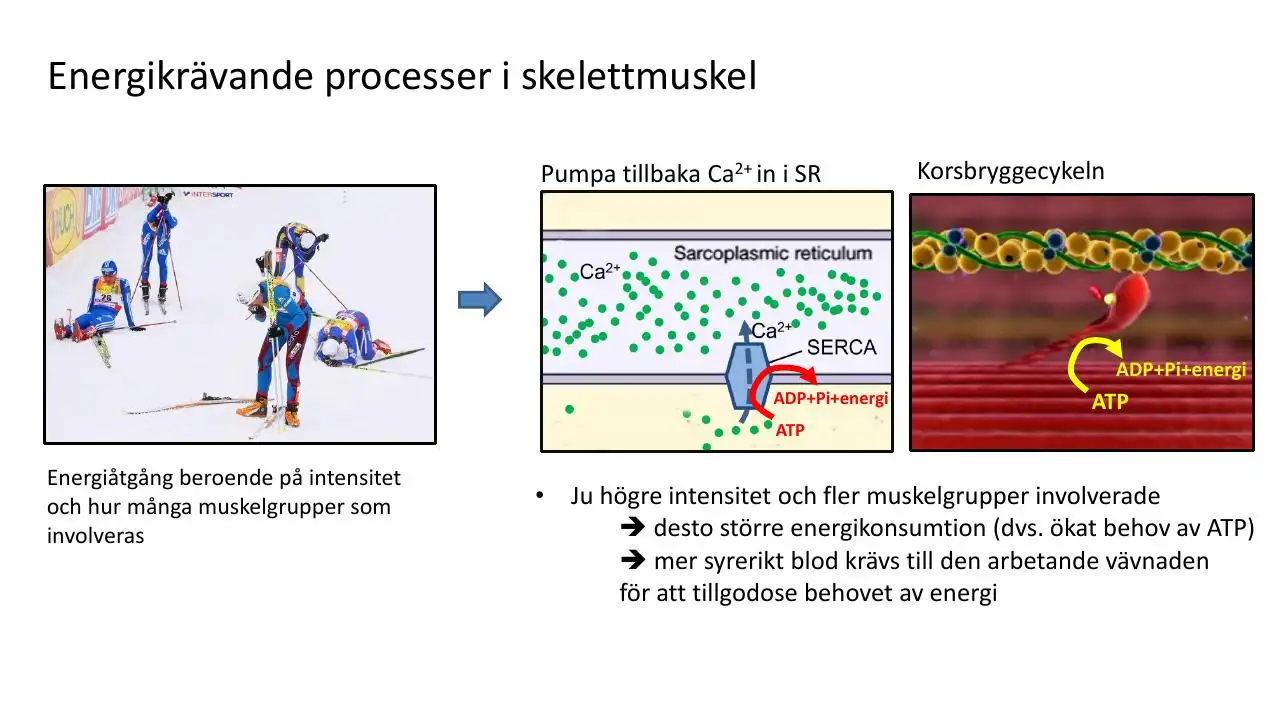 Energikrävande processer i skelettmuskel
Pumpa tillbaka Ca2+ in i SR
Korsbryggecykeln
INTERSPORT
26
Sarcoplasmic reticulum
Ca2+
Ca2+
SERCA
ADP+Pi+energi
ATP
ADP+Pi+energi
ATP
Energiåtgång beroende på intensitet
och hur många muskelgrupper som
involveras
• Ju högre intensitet och fler muskelgrupper involverade
➔ desto större energikonsumtion (dvs. ökat behov av ATP)
➔ mer syrerikt blod krävs till den arbetande vävnaden
för att tillgodose behovet av energi